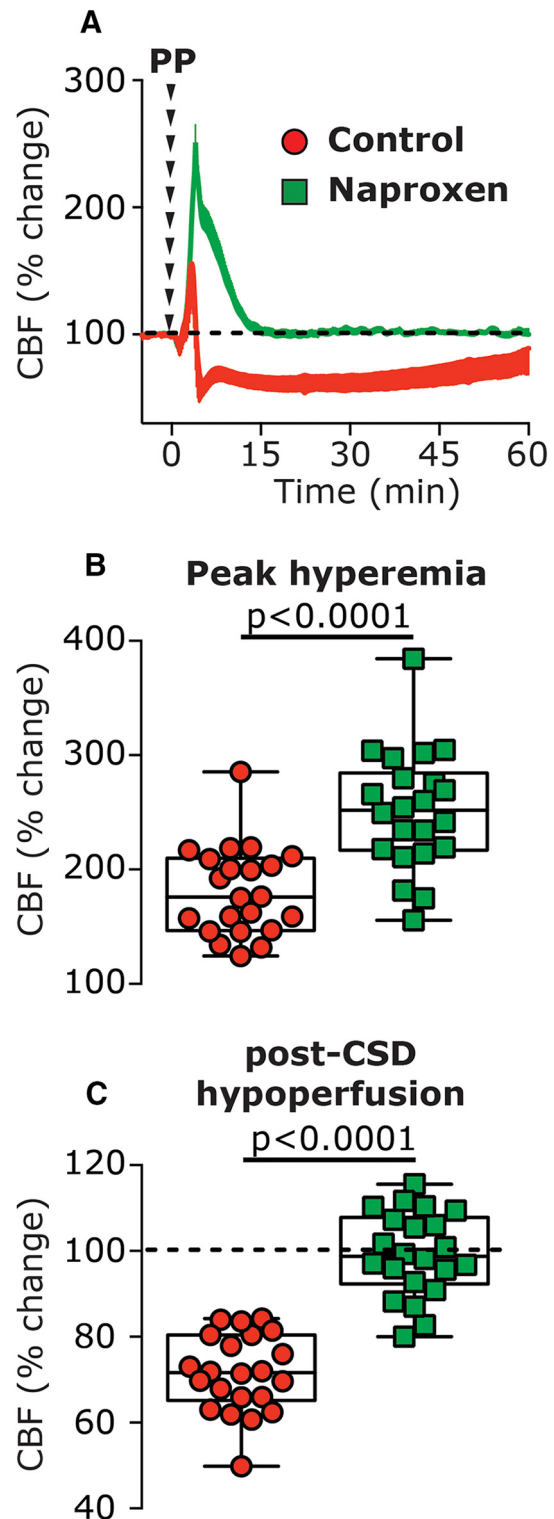 A
PP
300
200
100
CBF (% change)
Control
Naproxen
0 15 30 45 60
Time (min)
B
Peak hyperemia
p<0.0001
400
300
200
100
CBF (% change)
post-CSD
C
hypoperfusion
p<0.0001
120
100
80
60
40
CBF (% change)